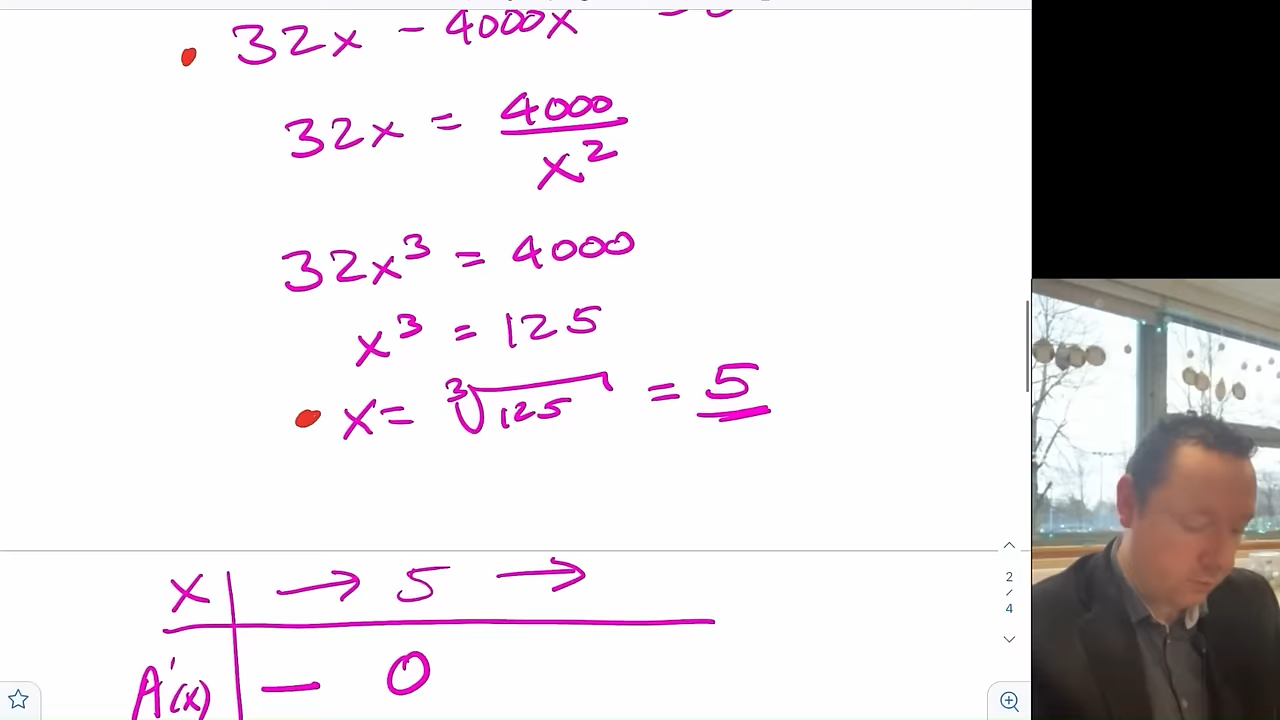 32x - 4000x
32x = 4000/x²
32x³ = 4000
x³ = 125
x = ∛125 = 5
x | → 5 →
A'(x) | − 0
2
/
4